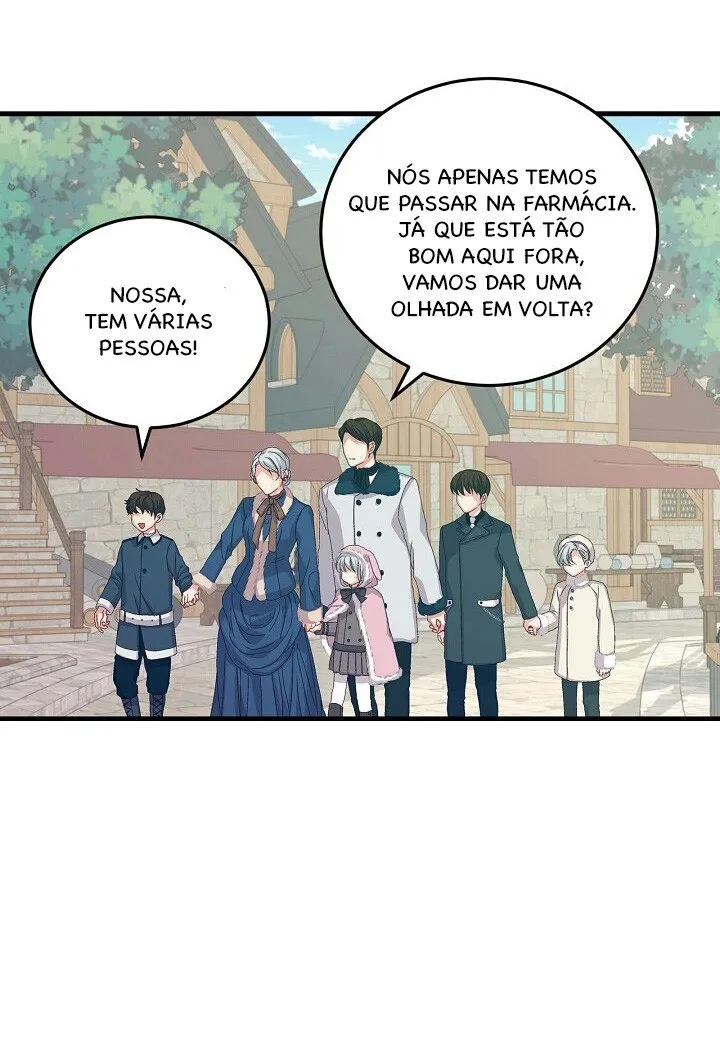 NOSSA,
TEM VÁRIAS
PESSOAS!
NÓS APENAS TEMOS
QUE PASSAR NA FARMÁCIA.
JÁ QUE ESTÁ TÃO
BOM AQUI FORA,
VAMOS DAR UMA
OLHADA EM VOLTA?